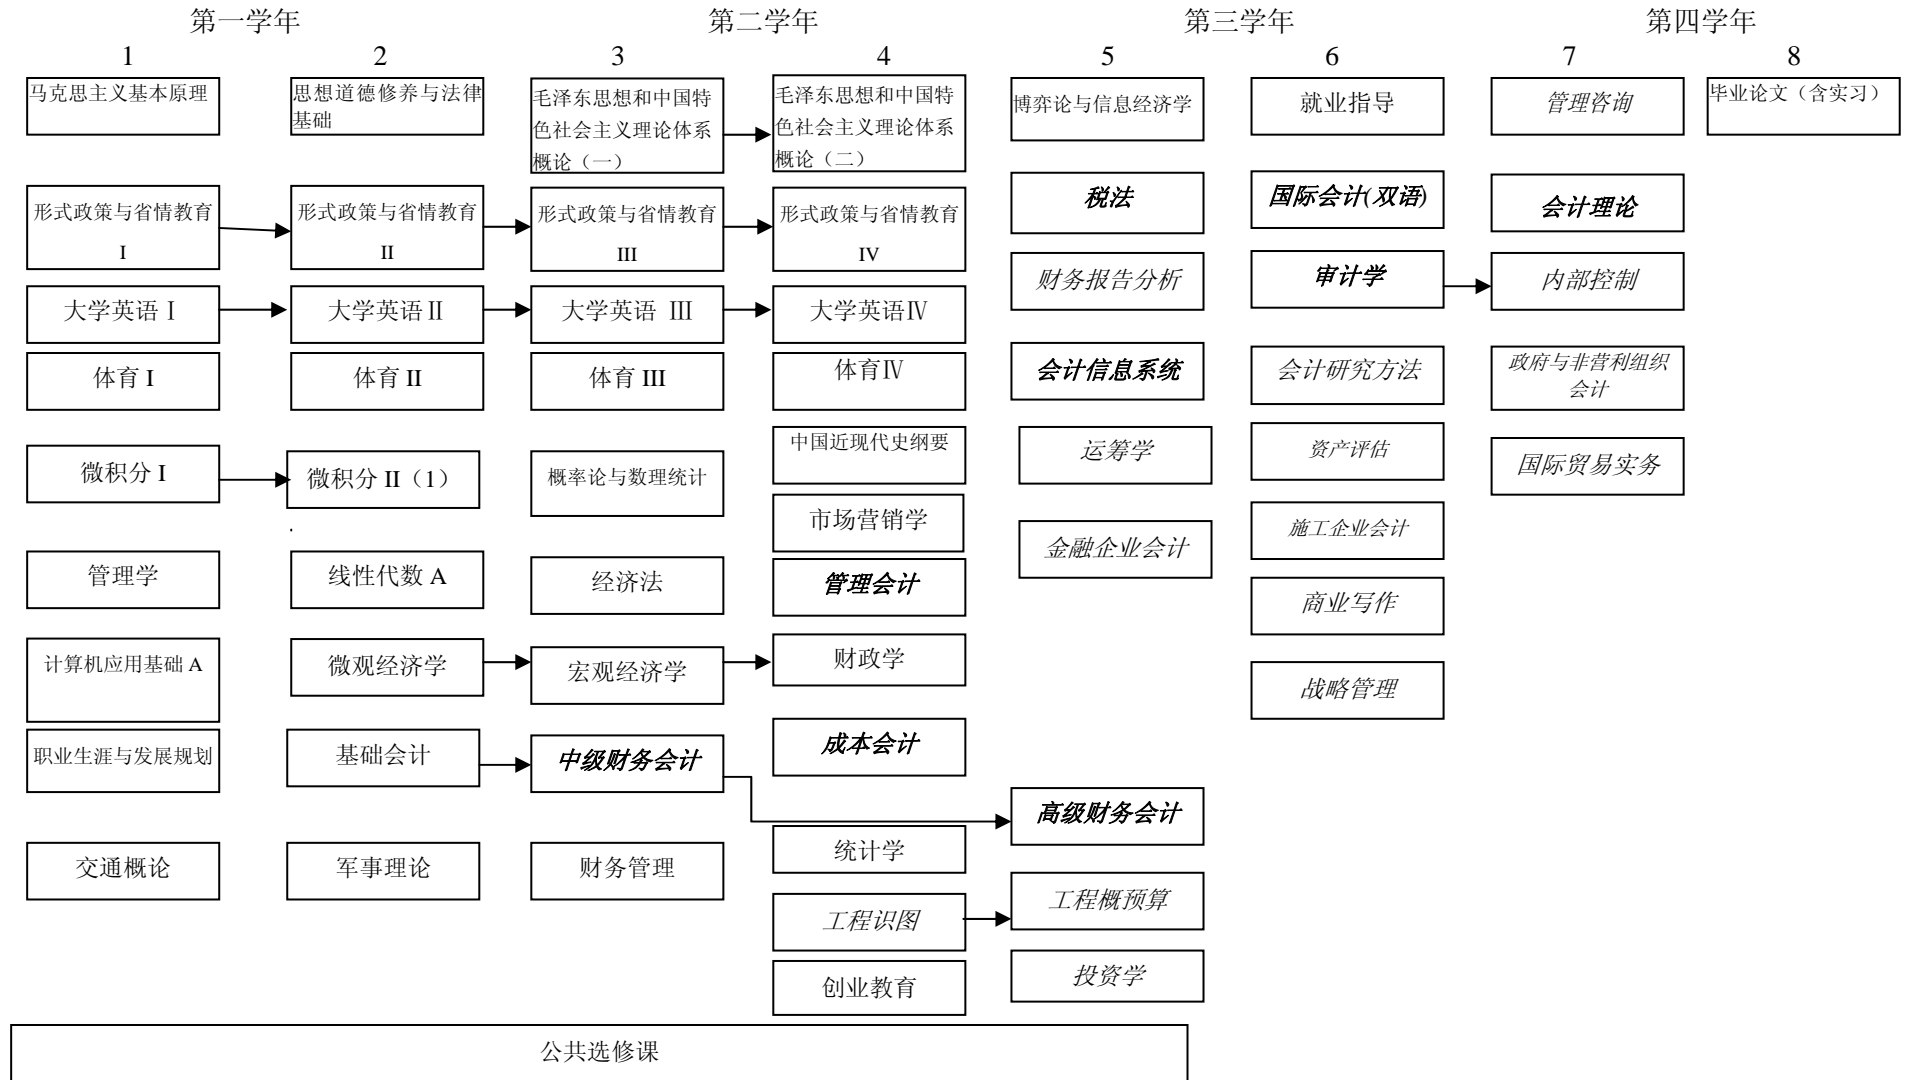 第一学年
第二学年
第三学年
第四学年
1
2
3
4
5
6
7
8
马克思主义基本原理
思想道德修养与法律
基础
毛泽东思想和中国特
色社会主义理论体系
概论（一）
毛泽东思想和中国特
色社会主义理论体系
概论（二）
博弈论与信息经济学
就业指导
管理咨询
毕业论文（含实习）
形式政策与省情教育
I
形式政策与省情教育
II
形式政策与省情教育
III
形式政策与省情教育
IV
税法
国际会计(双语)
会计理论
大学英语Ⅰ
大学英语Ⅱ
大学英语 Ⅲ
大学英语Ⅳ
财务报告分析
审计学
内部控制
体育 I
体育 II
体育 III
体育Ⅳ
会计信息系统
会计研究方法
政府与非营利组织
会计
微积分 I
微积分 II（1）
.
概率论与数理统计
中国近现代史纲要
市场营销学
运筹学
资产评估
国际贸易实务
管理学
线性代数 A
经济法
管理会计
金融企业会计
施工企业会计
商业写作
计算机应用基础 A
微观经济学
宏观经济学
财政学
战略管理
职业生涯与发展规划
基础会计
中级财务会计
成本会计
高级财务会计
交通概论
军事理论
财务管理
统计学
工程识图
工程概预算
创业教育
投资学
公共选修课